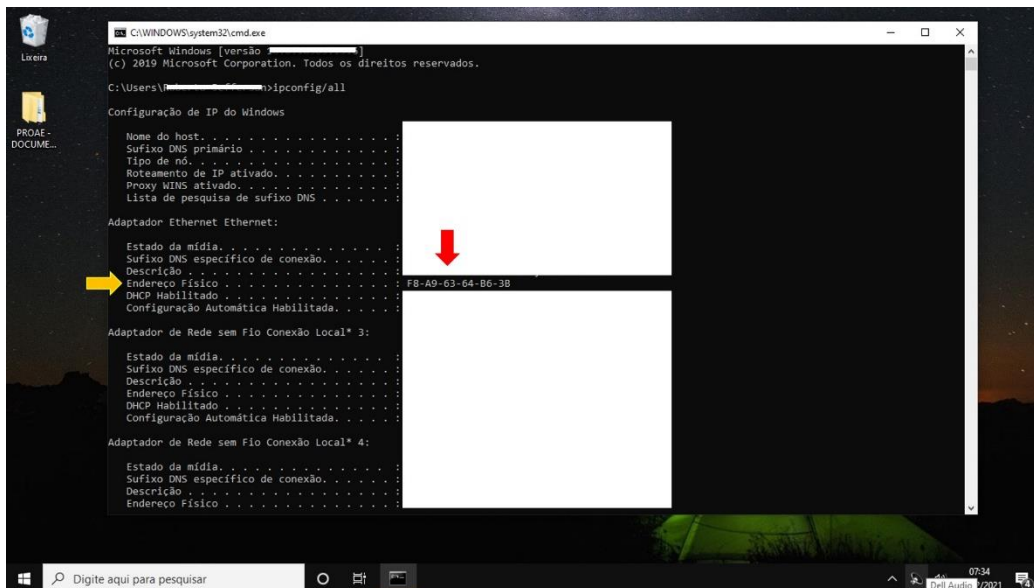 Lixeira
PROAE -
DOCUME...
C:\WINDOWS\system32\cmd.exe
Microsoft Windows [versão
(c) 2019 Microsoft Corporation. Todos os direitos reservados.
C:\Users\ >ipconfig/all
Configuração de IP do Windows
Nome do host. . . . . . . . . . . . . . . . :
Sufixo DNS primário . . . . . . . . . . . . :
Tipo de nó. . . . . . . . . . . . . . . . . :
Roteamento de IP ativado. . . . . . . . . . :
Proxy WINS ativado. . . . . . . . . . . . . :
Lista de pesquisa de sufixo DNS . . . . . . :
Adaptador Ethernet Ethernet:
Estado da mídia. . . . . . . . . . . . . . :
Sufixo DNS específico de conexão. . . . . . :
Descrição . . . . . . . . . . . . . . . . . :
Endereço Físico . . . . . . . . . . . . . . : F8-A9-63-64-B6-3B
DHCP Habilitado . . . . . . . . . . . . . . :
Configuração Automática Habilitada. . . . . :
Adaptador de Rede sem Fio Conexão Local* 3:
Estado da mídia. . . . . . . . . . . . . . :
Sufixo DNS específico de conexão. . . . . . :
Descrição . . . . . . . . . . . . . . . . . :
Endereço Físico . . . . . . . . . . . . . . :
DHCP Habilitado . . . . . . . . . . . . . . :
Configuração Automática Habilitada. . . . . :
Adaptador de Rede sem Fio Conexão Local* 4:
Estado da mídia. . . . . . . . . . . . . . :
Sufixo DNS específico de conexão. . . . . . :
Descrição . . . . . . . . . . . . . . . . . :
Endereço Físico . . . . . . . . . . . . . . :
Digite aqui para pesquisar
07:34
Dell Audio /2021
4